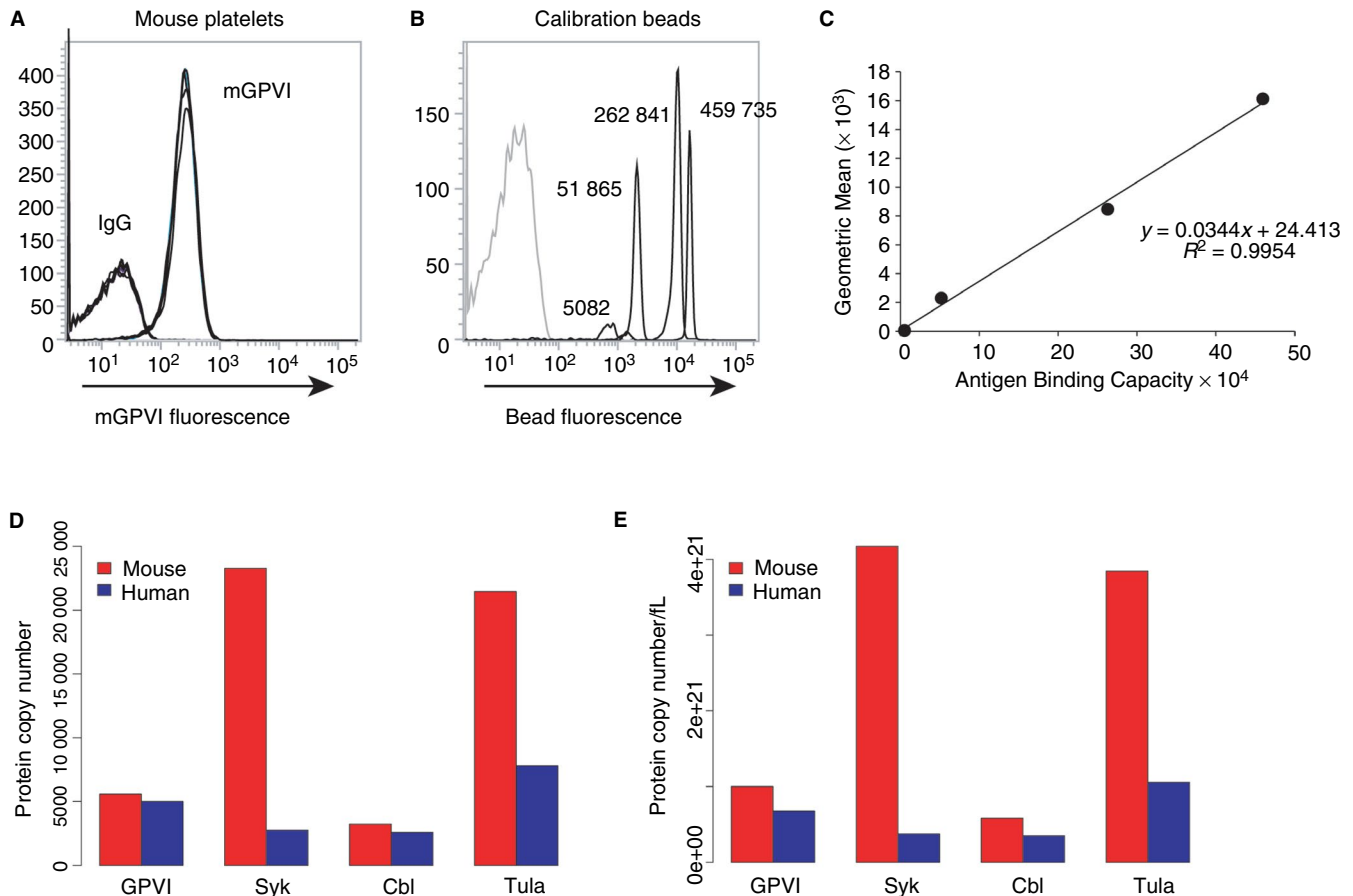 A
Mouse platelets
400
350
300
250
200
150
100
50
0
IgG
mGPVI
10¹ 10² 10³ 10⁴ 10⁵
mGPVI fluorescence
B
Calibration beads
150
100
50
0
5082
51 865
262 841
459 735
10¹ 10² 10³ 10⁴ 10⁵
Bead fluorescence
C
Geometric Mean (× 10³)
18
16
14
12
10
8
6
4
2
0
y = 0.0344x + 24.413
R² = 0.9954
0 10 20 30 40 50
Antigen Binding Capacity × 10⁴
D
Protein copy number
25 000
20 000
15 000
10 000
5000
0
Mouse
Human
GPVI Syk Cbl Tula
E
Protein copy number/fL
4e+21
2e+21
0e+00
Mouse
Human
GPVI Syk Cbl Tula